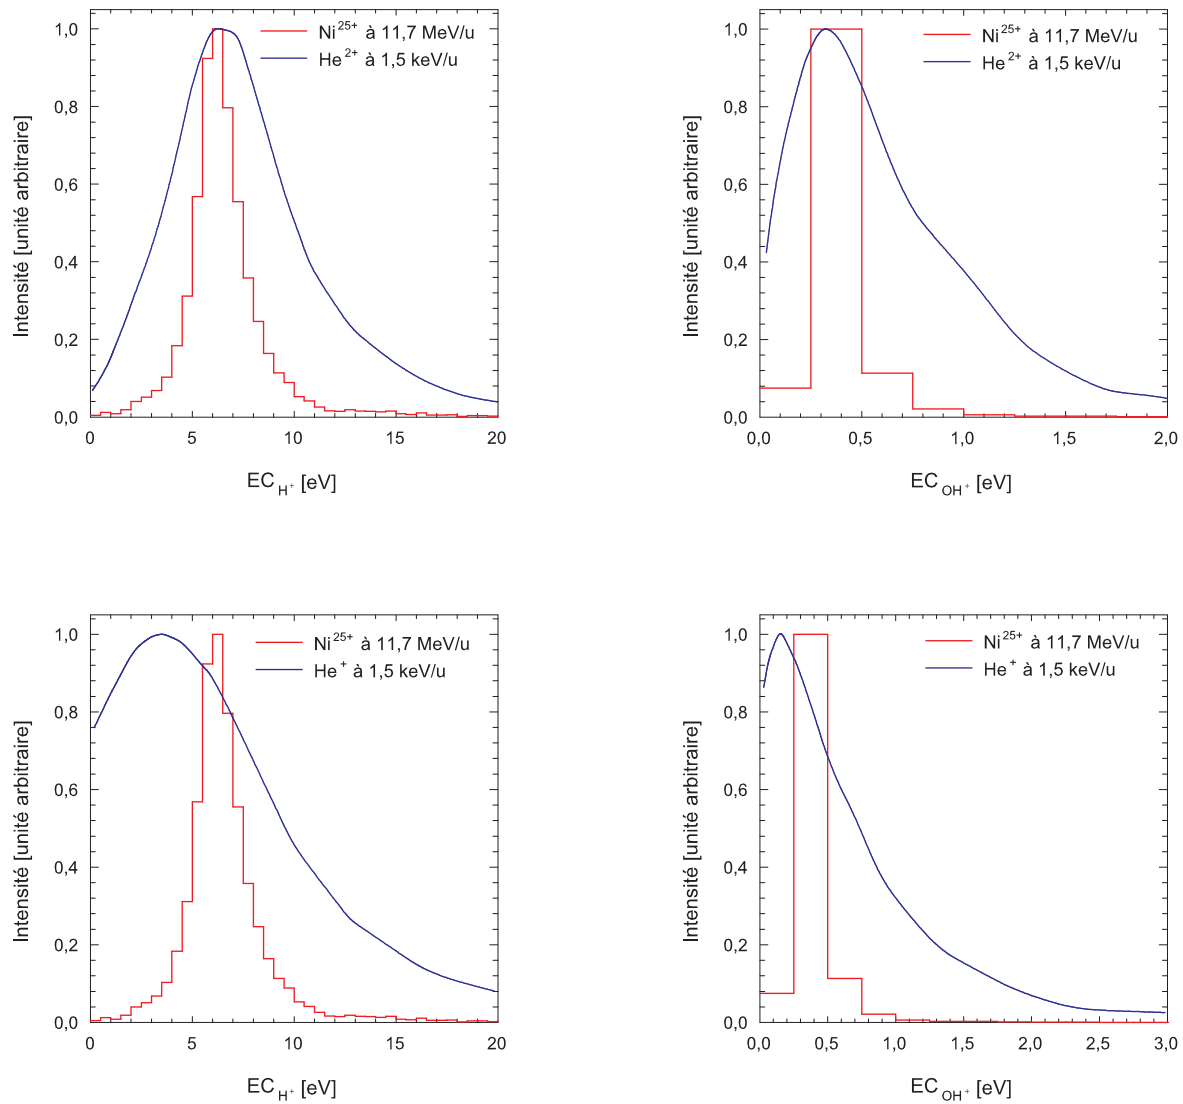 Ni25+ à 11,7 MeV/u
He2+ à 1,5 keV/u
Intensité [unité arbitraire]
1,0
0,8
0,6
0,4
0,2
0,0
0 5 10 15 20
EC H+ [eV]
Ni25+ à 11,7 MeV/u
He2+ à 1,5 keV/u
Intensité [unité arbitraire]
1,0
0,8
0,6
0,4
0,2
0,0
0,0 0,5 1,0 1,5 2,0
EC OH+ [eV]
Ni25+ à 11,7 MeV/u
He+ à 1,5 keV/u
Intensité [unité arbitraire]
1,0
0,8
0,6
0,4
0,2
0,0
0 5 10 15 20
EC H+ [eV]
Ni25+ à 11,7 MeV/u
He+ à 1,5 keV/u
Intensité [unité arbitraire]
1,0
0,8
0,6
0,4
0,2
0,0
0,0 0,5 1,0 1,5 2,0 2,5 3,0
EC OH+ [eV]